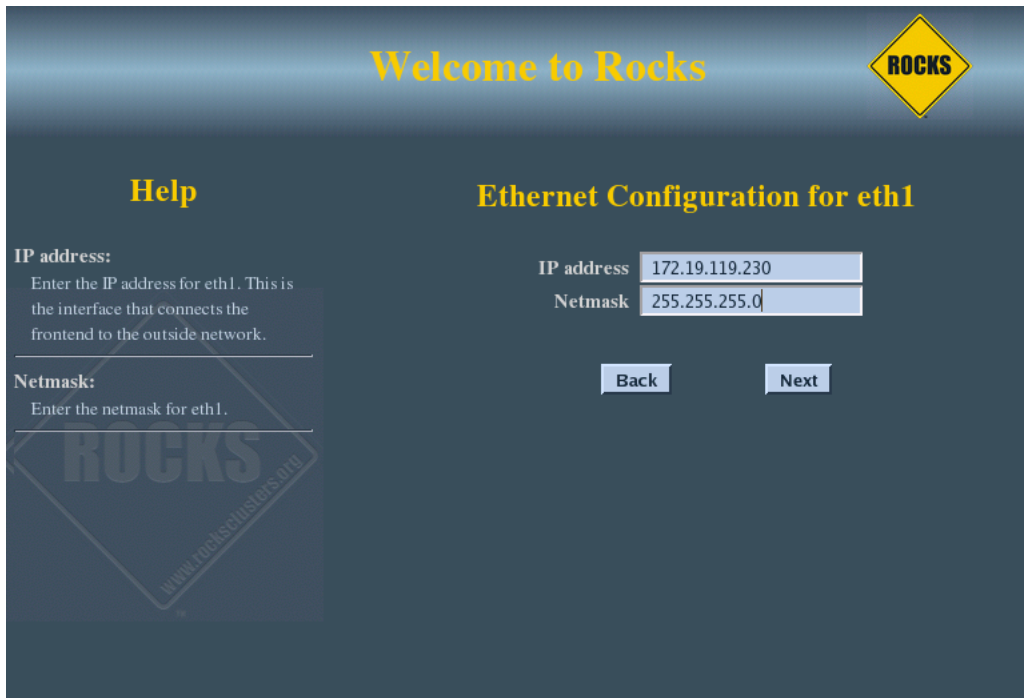 Welcome to Rocks
ROCKS
Help
IP address:
Enter the IP address for eth1. This is
the interface that connects the
frontend to the outside network.
Netmask:
Enter the netmask for eth1.
ROCKS
www.rocksclusters.org
Ethernet Configuration for eth1
IP address 172.19.119.230
Netmask 255.255.255.0
Back Next